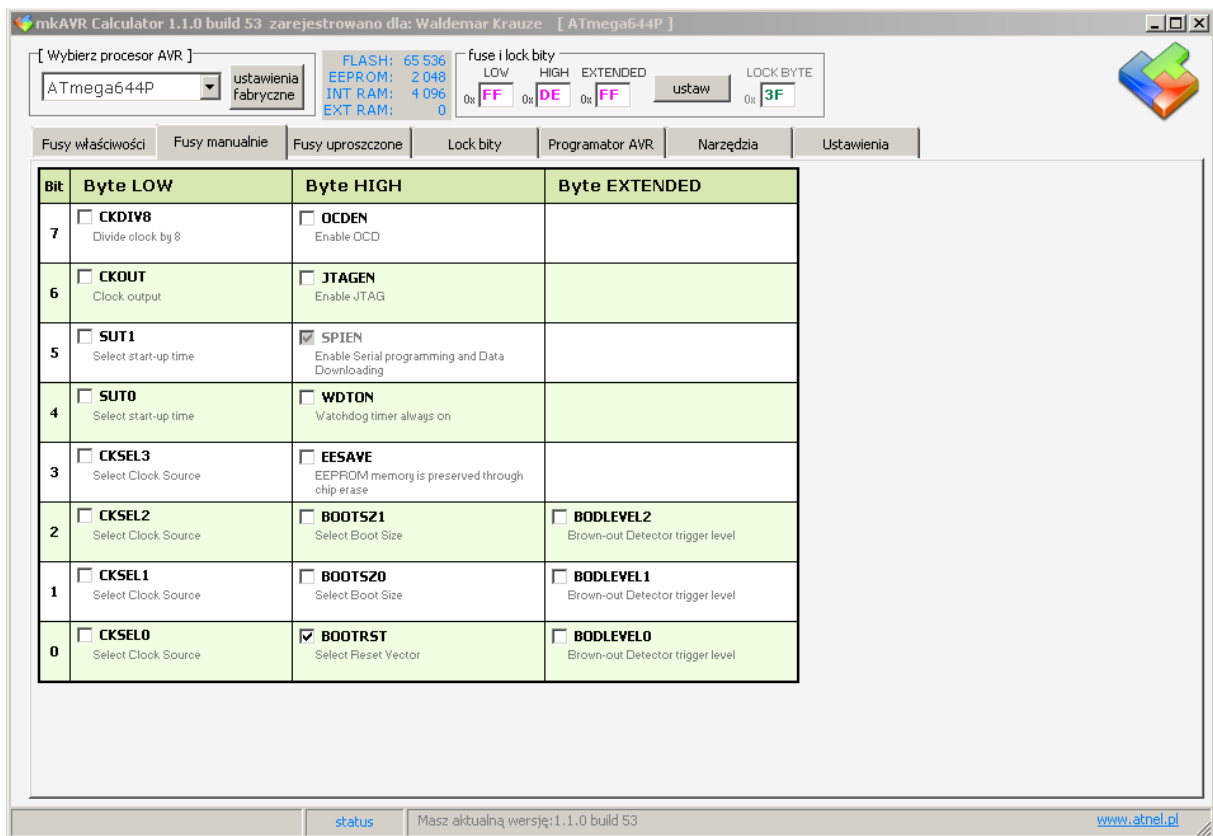 mkAVR Calculator 1.1.0 build 53 zarejestrowano dla: Waldemar Krauze [ ATmega644P ]
[ Wybierz procesor AVR ]
ATmega644P
ustawienia
fabryczne
FLASH: 65 536
EEPROM: 2 048
INT RAM: 4 096
EXT RAM: 0
fuse i lock bity
LOW HIGH EXTENDED LOCK BYTE
0x FF 0x DE 0x FF ustaw 0x 3F
Fusy właściwości Fusy manualnie Fusy uproszczone Lock bity Programator AVR Narzędzia Ustawienia
Bit Byte LOW Byte HIGH Byte EXTENDED
7 CKDIV8 OCDEN
Divide clock by 8 Enable OCD
6 CKOUT JTAGEN
Clock output Enable JTAG
5 SUT1 SPIEN
Select start-up time Enable Serial programming and Data
Downloading
4 SUT0 WDTON
Select start-up time Watchdog timer always on
3 CKSEL3 EESAVE
Select Clock Source EEPROM memory is preserved through
chip erase
2 CKSEL2 BOOTSZ1 BODLEVEL2
Select Clock Source Select Boot Size Brown-out Detector trigger level
1 CKSEL1 BOOTSZ0 BODLEVEL1
Select Clock Source Select Boot Size Brown-out Detector trigger level
0 CKSEL0 BOOTRST BODLEVEL0
Select Clock Source Select Reset Vector Brown-out Detector trigger level
status Masz aktualną wersję:1.1.0 build 53 www.atnel.pl